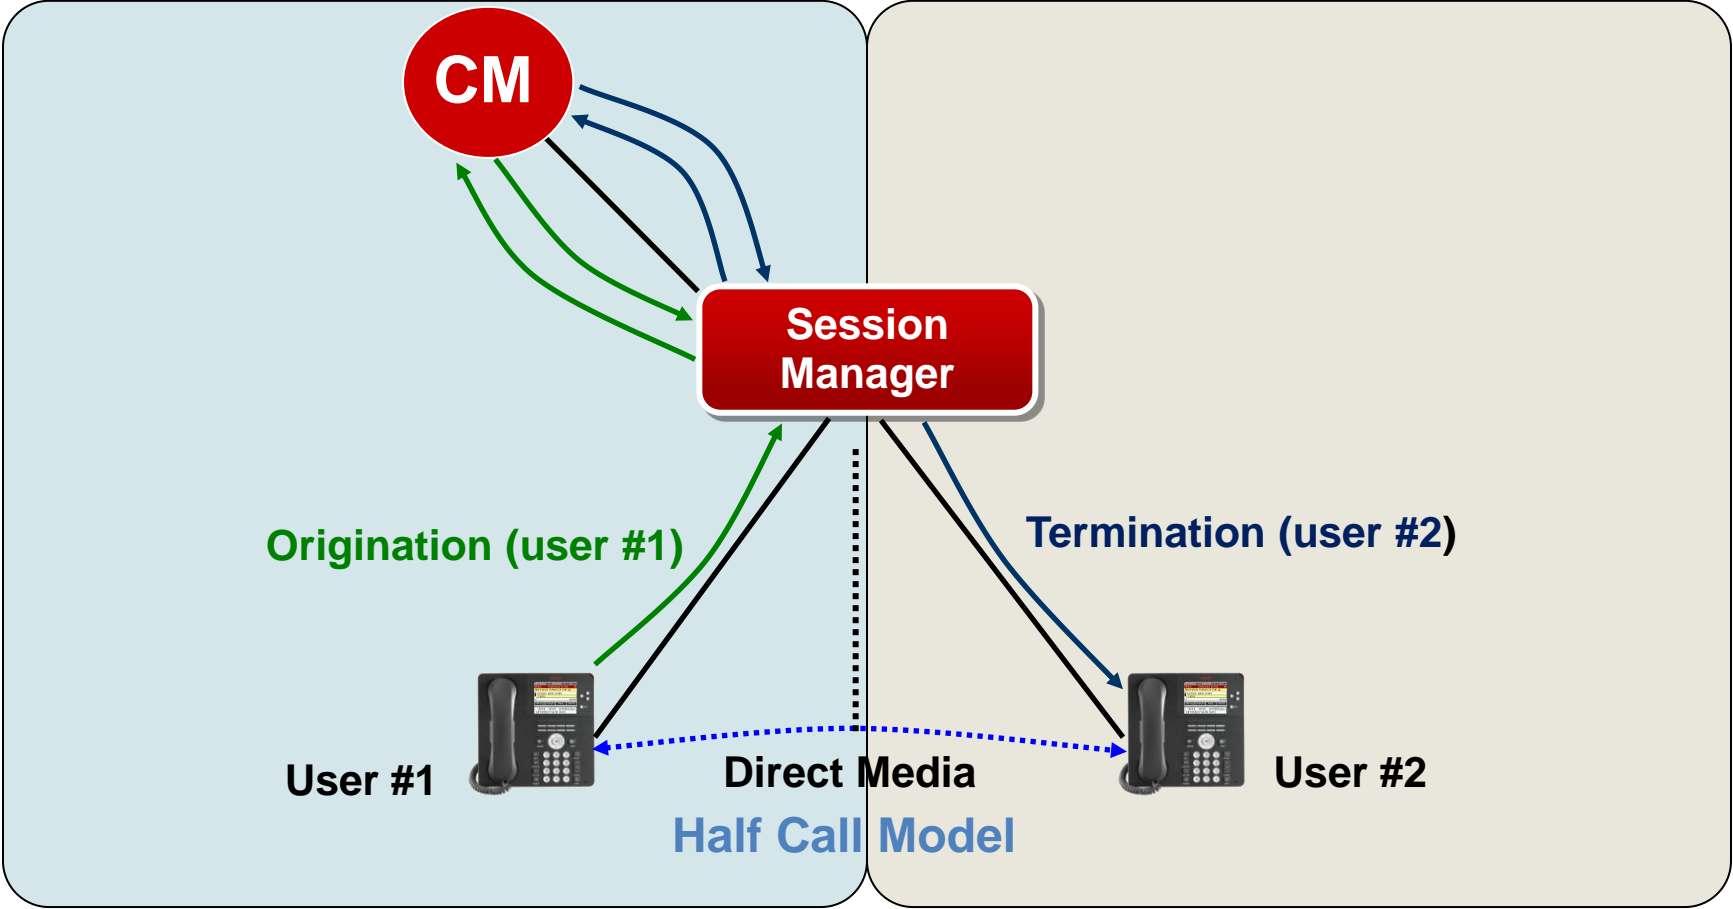 CM
Session
Manager
Origination (user #1)
Termination (user #2)
User #1
Direct Media
User #2
Half Call Model